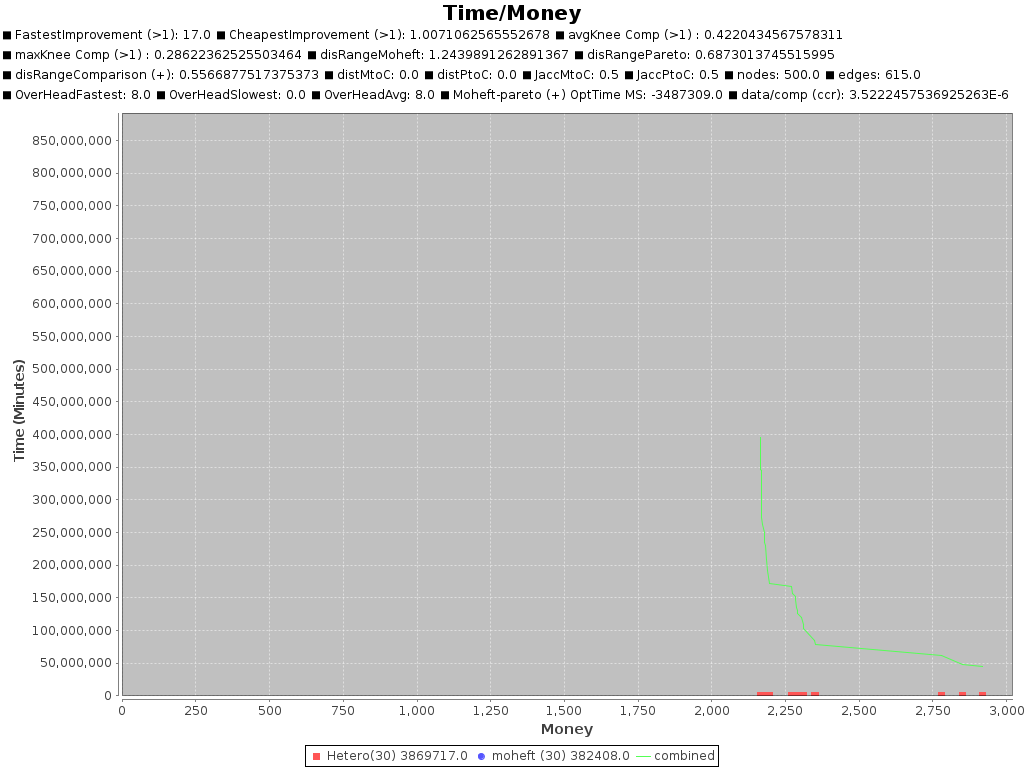 Time/Money
■ FastestImprovement (>1): 17.0 ■ CheapestImprovement (>1): 1.0071062565552678 ■ avgKnee Comp (>1) : 0.4220434567578311
■ maxKnee Comp (>1) : 0.28622362525503464 ■ disRangeMoheft: 1.2439891262891367 ■ disRangePareto: 0.6873013745515995
■ disRangeComparison (+): 0.5566877517375373 ■ distMtoC: 0.0 ■ distPtoC: 0.0 ■ JaccMtoC: 0.5 ■ JaccPtoC: 0.5 ■ nodes: 500.0 ■ edges: 615.0
■ OverHeadFastest: 8.0 ■ OverHeadSlowest: 0.0 ■ OverHeadAvg: 8.0 ■ Moheft-pareto (+) OptTime MS: -3487309.0 ■ data/comp (ccr): 3.5222457536925263E-6
Time (Minutes)
850,000,000
800,000,000
750,000,000
700,000,000
650,000,000
600,000,000
550,000,000
500,000,000
450,000,000
400,000,000
350,000,000
300,000,000
250,000,000
200,000,000
150,000,000
100,000,000
50,000,000
0
0 250 500 750 1,000 1,250 1,500 1,750 2,000 2,250 2,500 2,750 3,000
Money
Hetero(30) 3869717.0 moheft (30) 382408.0 combined